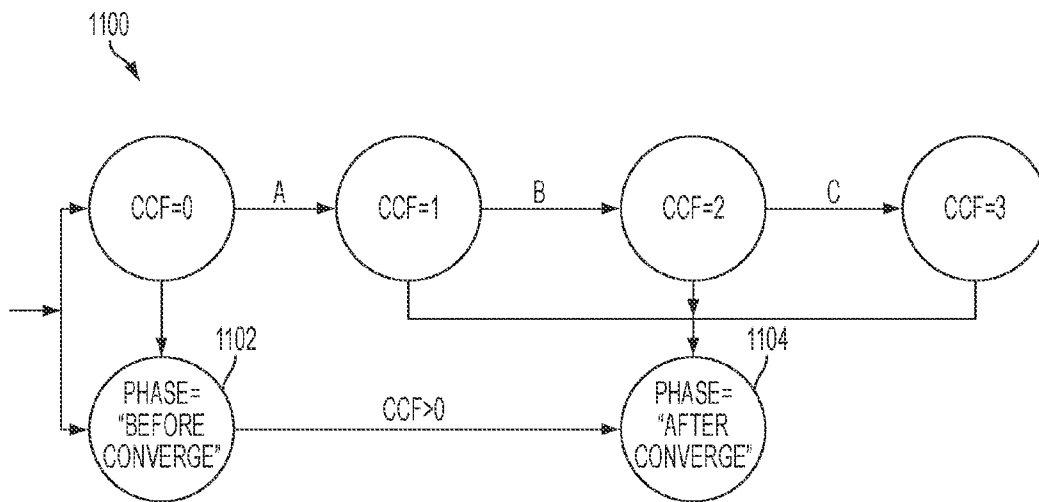 1100
CCF=0
A
CCF=1
B
CCF=2
C
CCF=3
1102
1104
PHASE=
"BEFORE
CONVERGE"
CCF>0
PHASE=
"AFTER
CONVERGE"